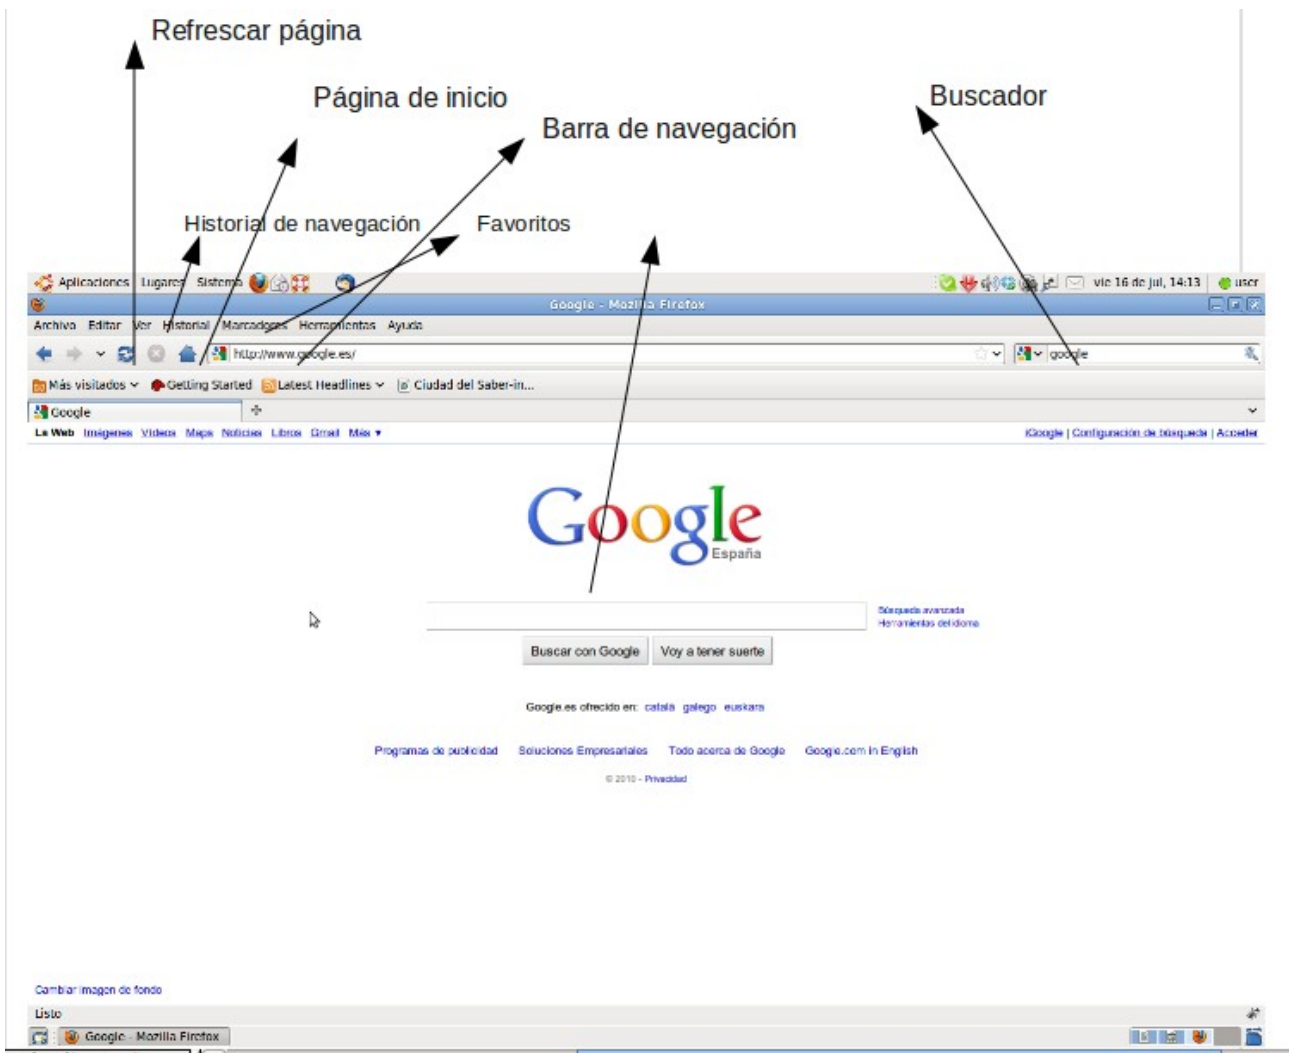 Refrescar página
Página de inicio
Buscador
Barra de navegación
Historial de navegación
Favoritos
Aplicaciones Lugares Sistema
vie 16 de jul, 14:13 user
Google - Mozilla Firefox
Archivo Editar Ver Historial Marcadores Herramientas Ayuda
http://www.google.es/
google
Más visitados Getting Started Latest Headlines Ciudad del Saber-in...
Google
La Web Imágenes Vídeos Maps Noticias Libros Gmail Más ▼
iGoogle | Configuración de búsqueda | Acceder
Google
España
Búsqueda avanzada
Herramientas del idioma
Buscar con Google Voy a tener suerte
Google.es ofrecido en: català galego euskara
Programas de publicidad Soluciones Empresariales Todo acerca de Google Google.com in English
© 2010 - Privacidad
Cambiar imagen de fondo
Listo
Google - Mozilla Firefox